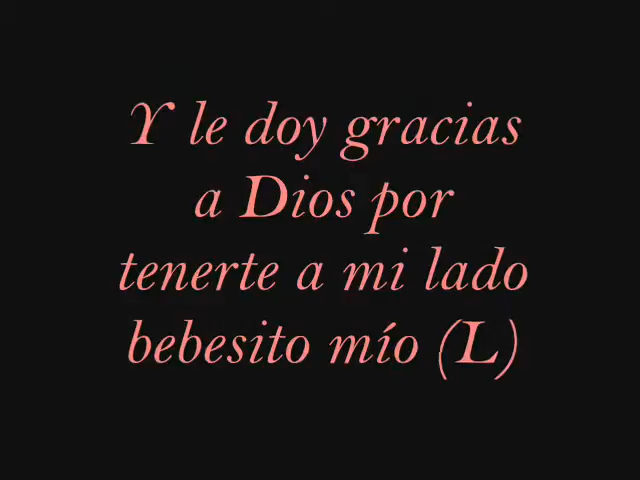 Y le doy gracias
a Dios por
tenerte a mi lado
bebesito mío (L)